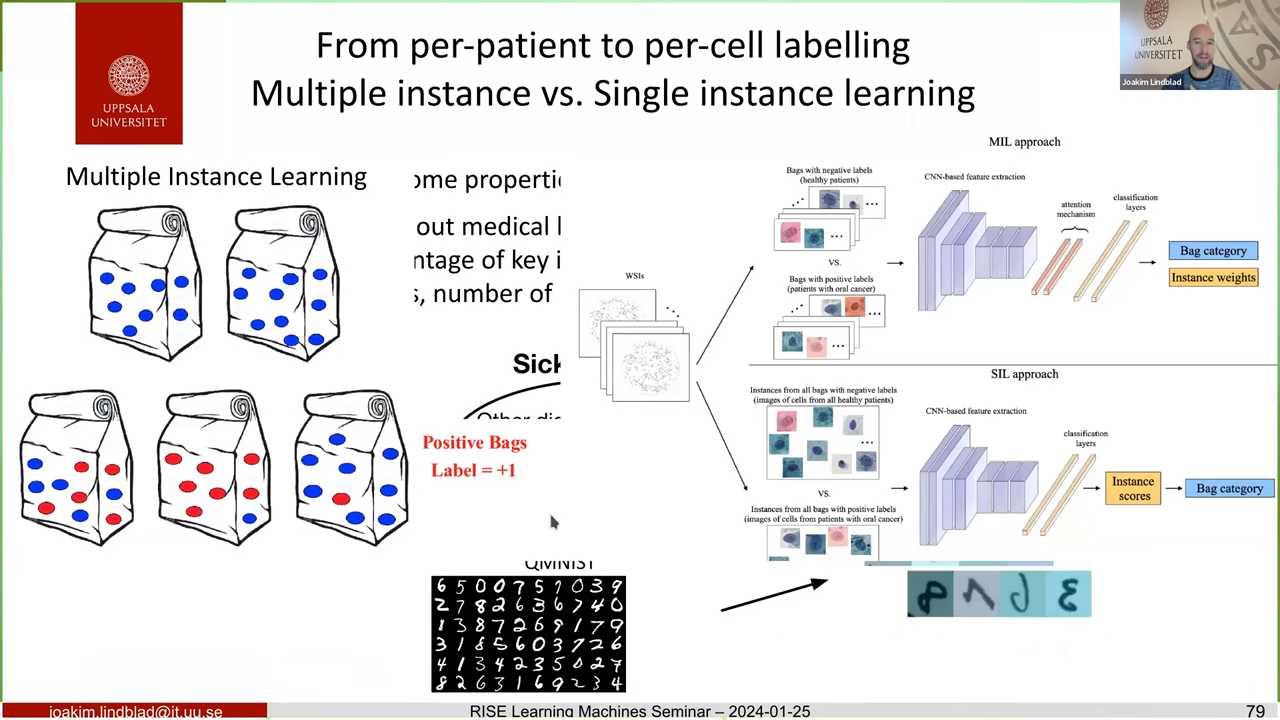 From per-patient to per-cell labelling
Multiple instance vs. Single instance learning
UPPSALA
UNIVERSITET
UPPSALA
UNIVERSITET
Joakim Lindblad
Multiple Instance Learning
ome properti
out medical
ntage of key i
s, number of
Sick
Other dis
Positive Bags
Label = +1
QMNIST
6 5 0 0 7 5 1 0 3 9
2 7 8 2 6 3 6 7 4 0
1 3 8 7 2 6 9 1 7 9
3 1 8 5 6 0 3 7 2 6
4 1 3 4 2 3 5 0 2 7
8 2 6 3 1 6 9 2 3 4
WSIs
MIL approach
Bags with negative labels
(healthy patients)
VS.
Bags with positive labels
(patients with oral cancer)
CNN-based feature extraction
attention
mechanism
classification
layers
Bag category
Instance weights
SIL approach
Instances from all bags with negative labels
(images of cells from all healthy patients)
VS.
Instances from all bags with positive labels
(images of cells from patients with oral cancer)
CNN-based feature extraction
classification
layers
Instance
scores
Bag category
joakim.lindblad@it.uu.se
RISE Learning Machines Seminar – 2024-01-25
79